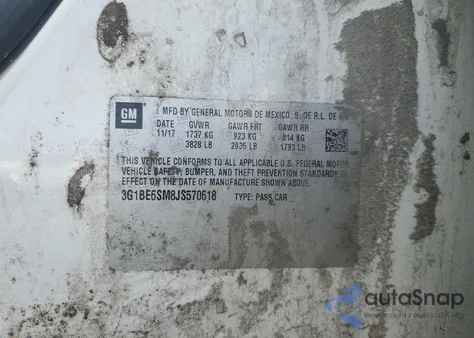 GM
MFD BY GENERAL MOTORS DE MEXICO, S. DE R.L. DE
DATE GVWR GAWR FRT GAWR RR
11/17 1737 KG 923 KG 814 KG
3828 LB 2035 LB 1793 LB
THIS VEHICLE CONFORMS TO ALL APPLICABLE U.S. FEDERAL MOTOR
VEHICLE SAFETY, BUMPER, AND THEFT PREVENTION STANDARDS IN
EFFECT ON THE DATE OF MANUFACTURE SHOWN ABOVE.
3G1BE6SM8JS570618 TYPE: PASS CAR
autoSnap